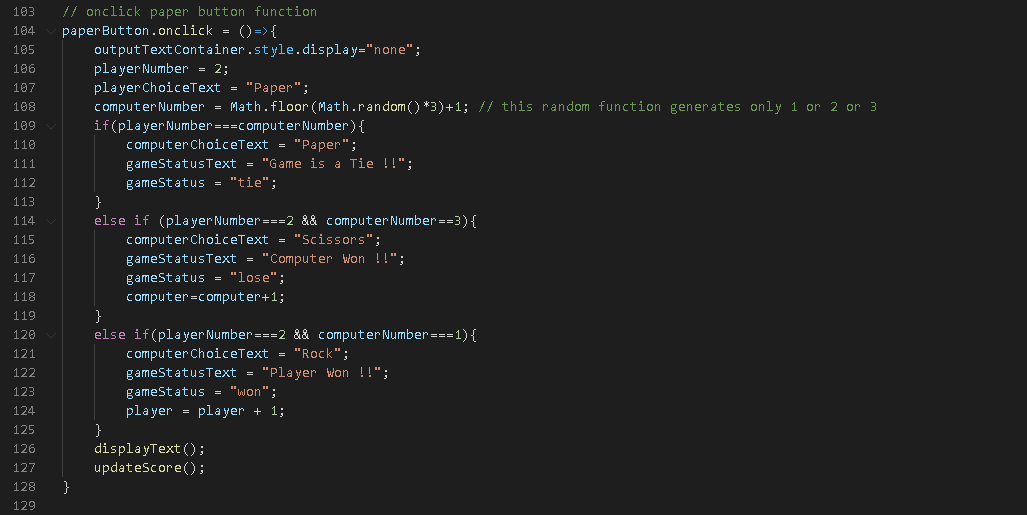 103 // onclick paper button function
104 paperButton.onclick = ()=>{
105     outputTextContainer.style.display="none";
106     playerNumber = 2;
107     playerChoiceText = "Paper";
108     computerNumber = Math.floor(Math.random()*3)+1; // this random function generates only 1 or 2 or 3
109     if(playerNumber===computerNumber){
110         computerChoiceText = "Paper";
111         gameStatusText = "Game is a Tie !!";
112         gameStatus = "tie";
113     }
114     else if (playerNumber===2 && computerNumber==3){
115         computerChoiceText = "Scissors";
116         gameStatusText = "Computer Won !!";
117         gameStatus = "lose";
118         computer=computer+1;
119     }
120     else if(playerNumber===2 && computerNumber===1){
121         computerChoiceText = "Rock";
122         gameStatusText = "Player Won !!";
123         gameStatus = "won";
124         player = player + 1;
125     }
126     displayText();
127     updateScore();
128 }
129